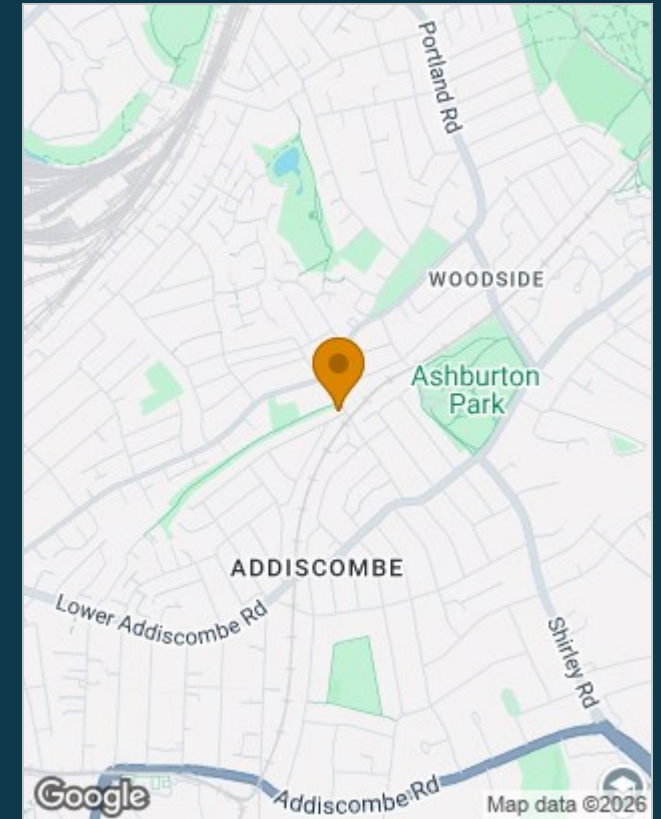 Portland Rd
WOODSIDE
Ashburton
Park
ADDISCOMBE
Lower Addiscombe Rd
Shirley Rd
Addiscombe Rd
Google
Map data ©2026